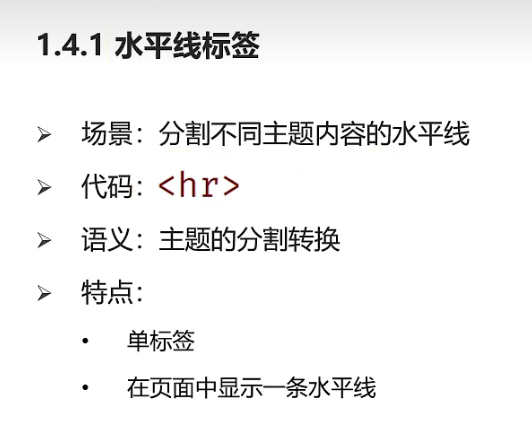 1.4.1 水平线标签
➢ 场景：分割不同主题内容的水平线
➢ 代码：<hr>
➢ 语义：主题的分割转换
➢ 特点：
• 单标签
• 在页面中显示一条水平线